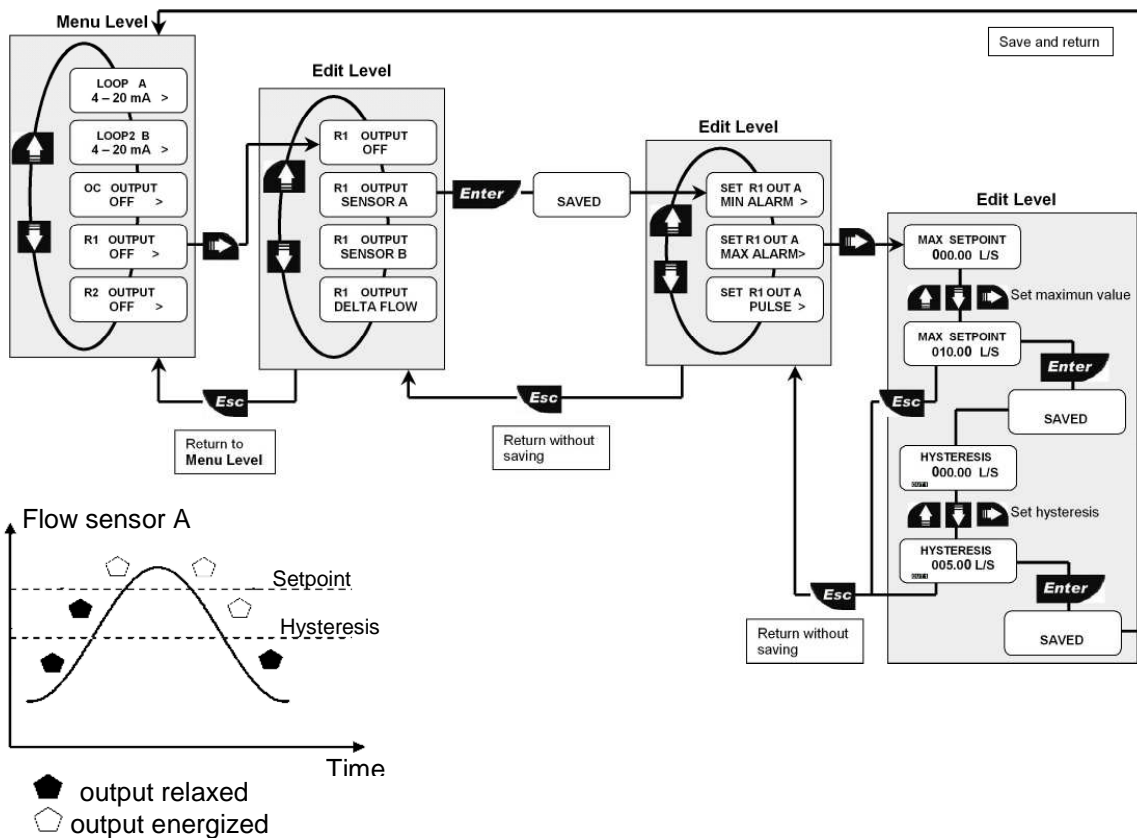 Menu Level
Save and return
LOOP A
4 – 20 mA >
LOOP2 B
4 – 20 mA >
OC OUTPUT
OFF >
R1 OUTPUT
OFF >
R2 OUTPUT
OFF >
Edit Level
R1 OUTPUT
OFF
R1 OUTPUT
SENSOR A
R1 OUTPUT
SENSOR B
R1 OUTPUT
DELTA FLOW
Enter
SAVED
Edit Level
SET R1 OUT A
MIN ALARM >
SET R1 OUT A
MAX ALARM>
SET R1 OUT A
PULSE >
Edit Level
MAX SETPOINT
000.00 L/S
Set maximun value
MAX SETPOINT
010.00 L/S
Enter
SAVED
HYSTERESIS
000.00 L/S
OUT1
Set hysteresis
HYSTERESIS
005.00 L/S
OUT1
Enter
SAVED
Esc
Return to
Menu Level
Esc
Return without
saving
Esc
Esc
Return without
saving
Flow sensor A
Setpoint
Hysteresis
Time
output relaxed
output energized